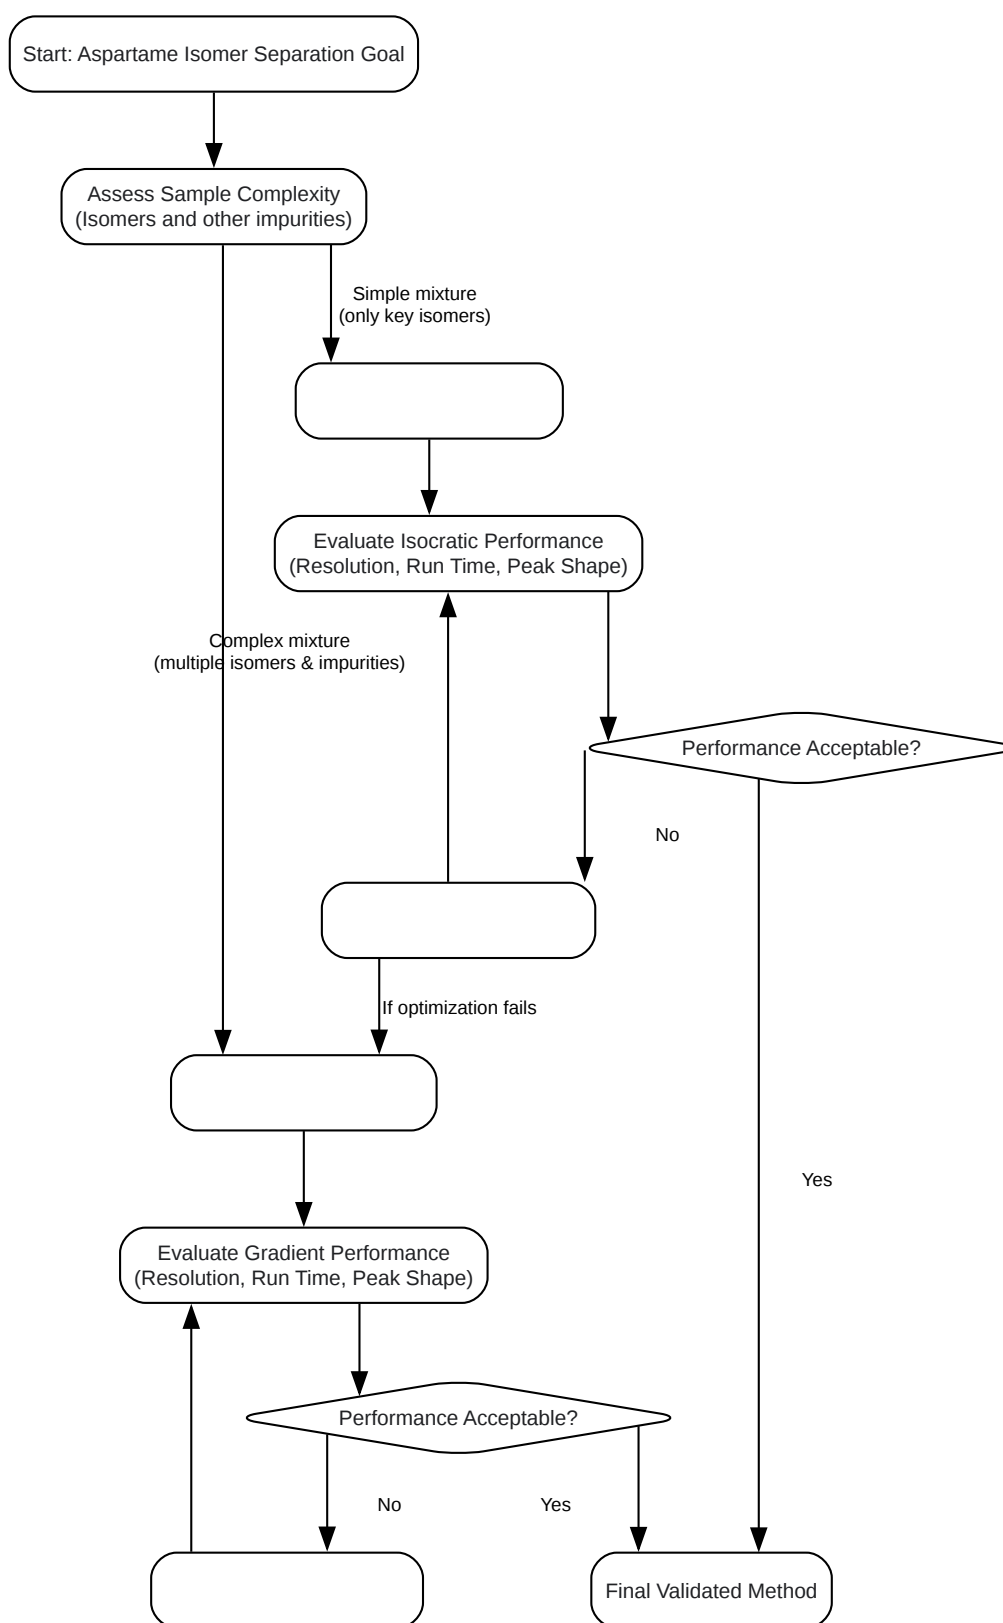 Start: Aspartame Isomer Separation Goal
Assess Sample Complexity
(Isomers and other impurities)
Simple mixture
(only key isomers)
Evaluate Isocratic Performance
(Resolution, Run Time, Peak Shape)
Complex mixture
(multiple isomers & impurities)
Performance Acceptable?
No
If optimization fails
Yes
Evaluate Gradient Performance
(Resolution, Run Time, Peak Shape)
Performance Acceptable?
No
Yes
Final Validated Method